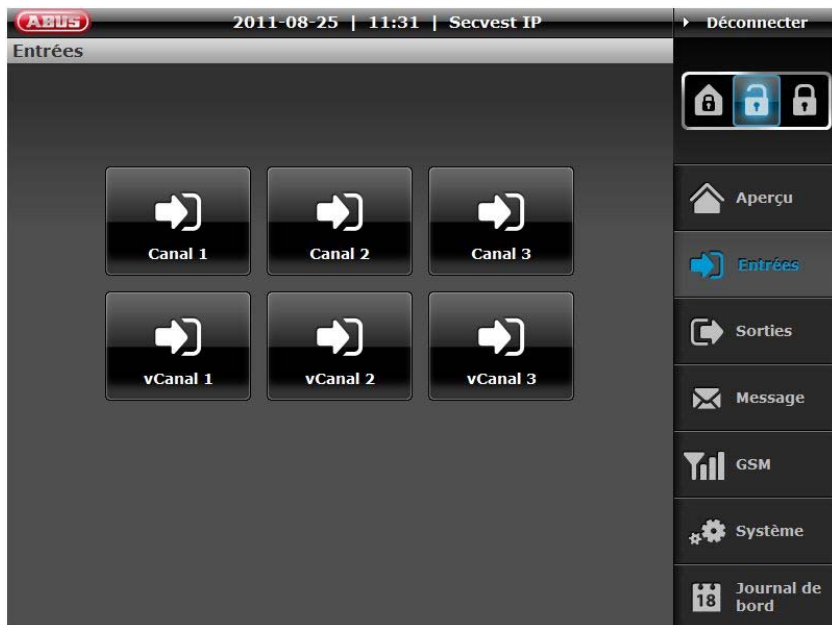 ABUS
2011-08-25 | 11:31 | Secvest IP
Déconnecter
Entrées
Canal 1
Canal 2
Canal 3
vCanal 1
vCanal 2
vCanal 3
Aperçu
Entrées
Sorties
Message
GSM
Système
18
Journal de
bord